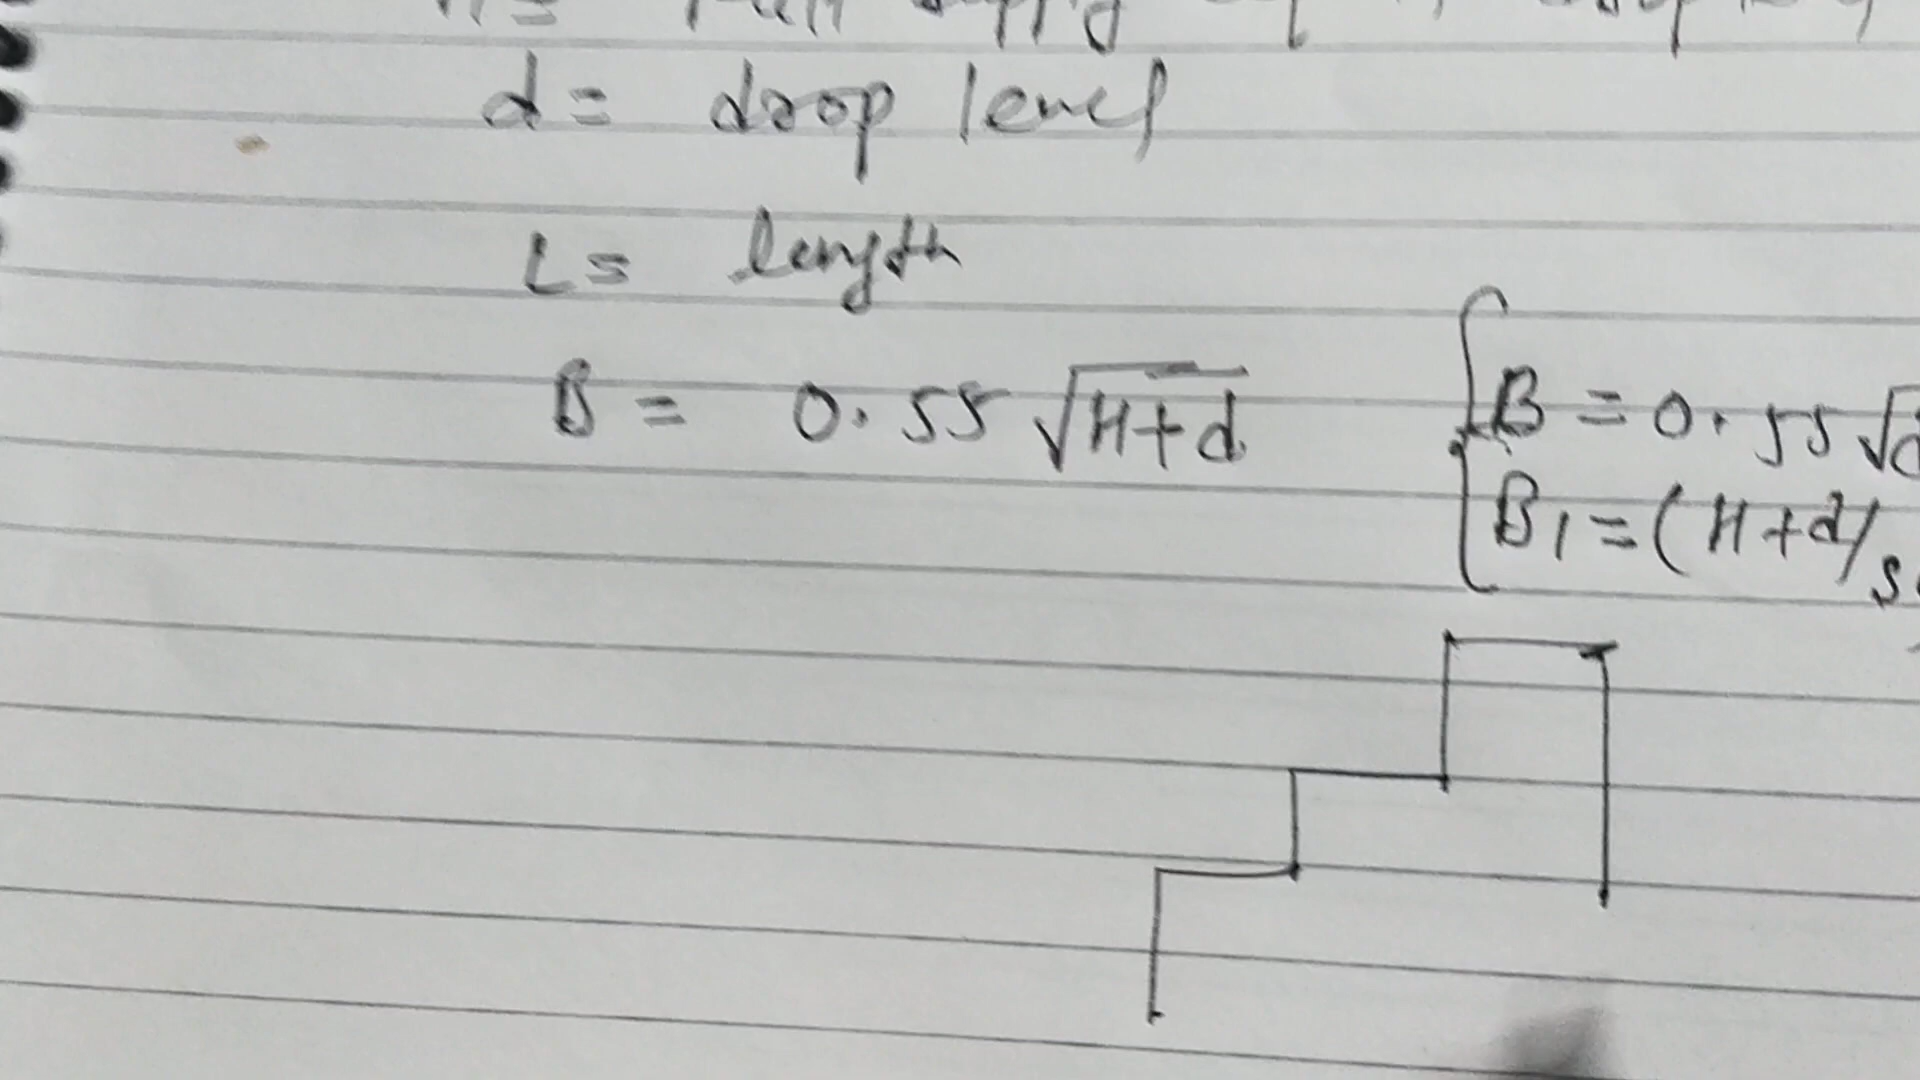 d = drop level
L = length
B = 0.55 √H+d
B = 0.55 √d
B1 = (H+d)/s